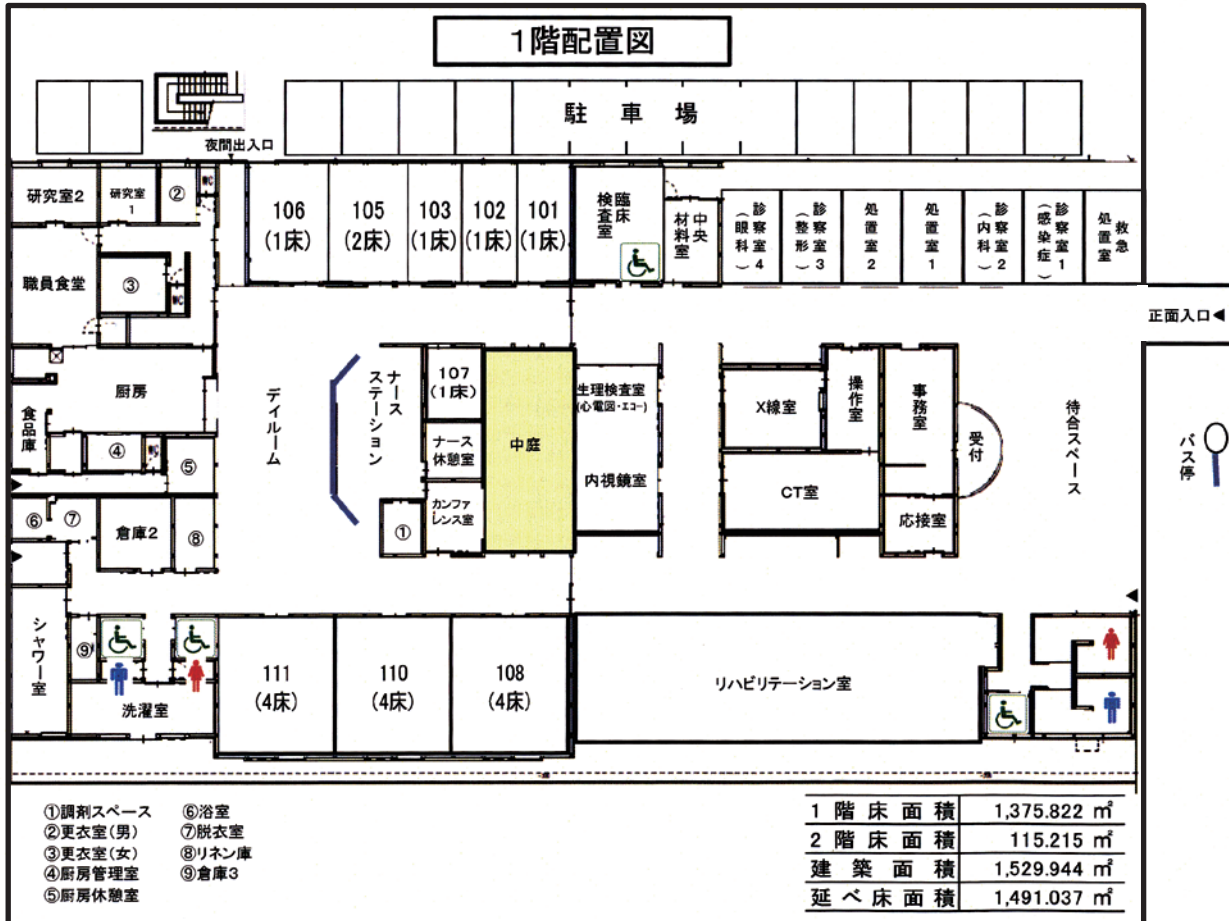 1階配置図
駐車場
夜間出入口
研究室2
研究室
1
②
WC
106
(1床)
105
(2床)
103
(1床)
102
(1床)
101
(1床)
臨床
検査室
中央
材料室
診察室4
(眼科)
診察室3
(整形)
処置室2
処置室1
診察室2
(内科)
診察室1
(感染症)
救急
処置室
職員食堂
③
WC
正面入口◀
厨房
食品庫
④
WC
⑤
デイルーム
ナース
ステーション
107
(1床)
ナース
休憩室
カンファ
レンス室
①
中庭
生理検査室
(心電図・エコー)
内視鏡室
X線室
操作室
CT室
事務室
受付
応接室
待合スペース
バス停
⑥
⑦
倉庫2
⑧
シャワー室
⑨
洗濯室
111
(4床)
110
(4床)
108
(4床)
リハビリテーション室
①調剤スペース
②更衣室(男)
③更衣室(女)
④厨房管理室
⑤厨房休憩室
⑥浴室
⑦脱衣室
⑧リネン庫
⑨倉庫3
1階床面積 1,375.822 ㎡
2階床面積 115.215 ㎡
建築面積 1,529.944 ㎡
延べ床面積 1,491.037 ㎡